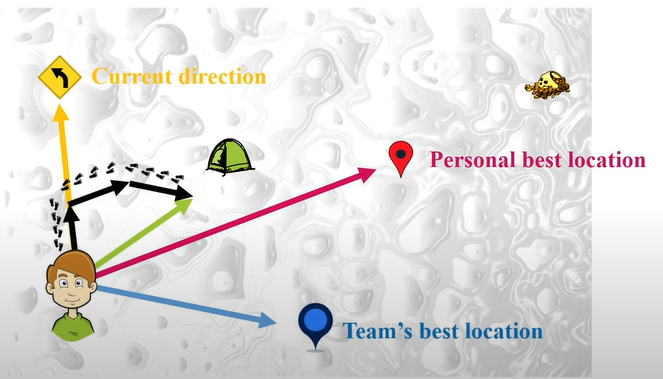 Current direction
Personal best location
Team's best location